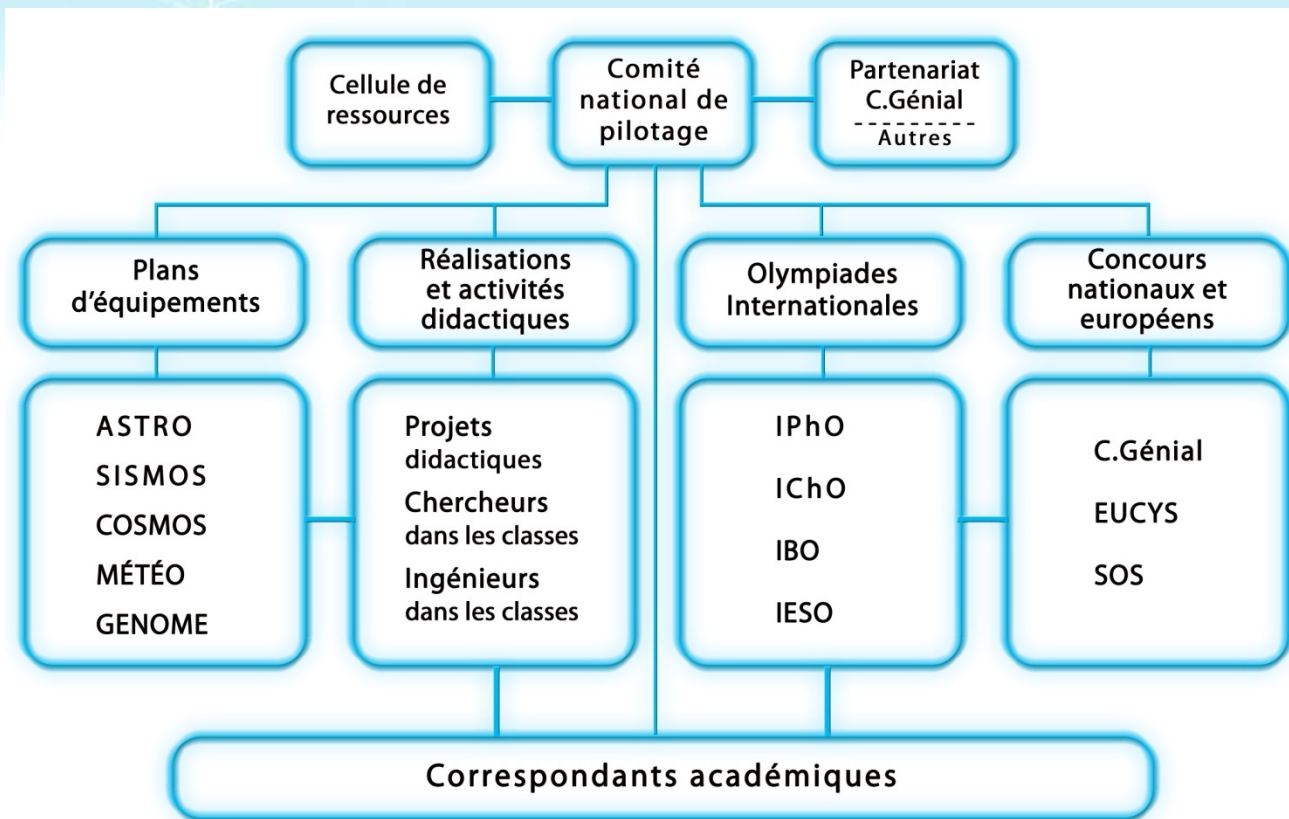 Cellule de
ressources
Comité
national de
pilotage
Partenariat
C.Génial
----------
Autres
Plans
d'équipements
Réalisations
et activités
didactiques
Olympiades
Internationales
Concours
nationaux et
européens
ASTRO
SISMOS
COSMOS
MÉTÉO
GENOME
Projets
didactiques
Chercheurs
dans les classes
Ingénieurs
dans les classes
IPhO
IChO
IBO
IESO
C.Génial
EUCYS
SOS
Correspondants académiques